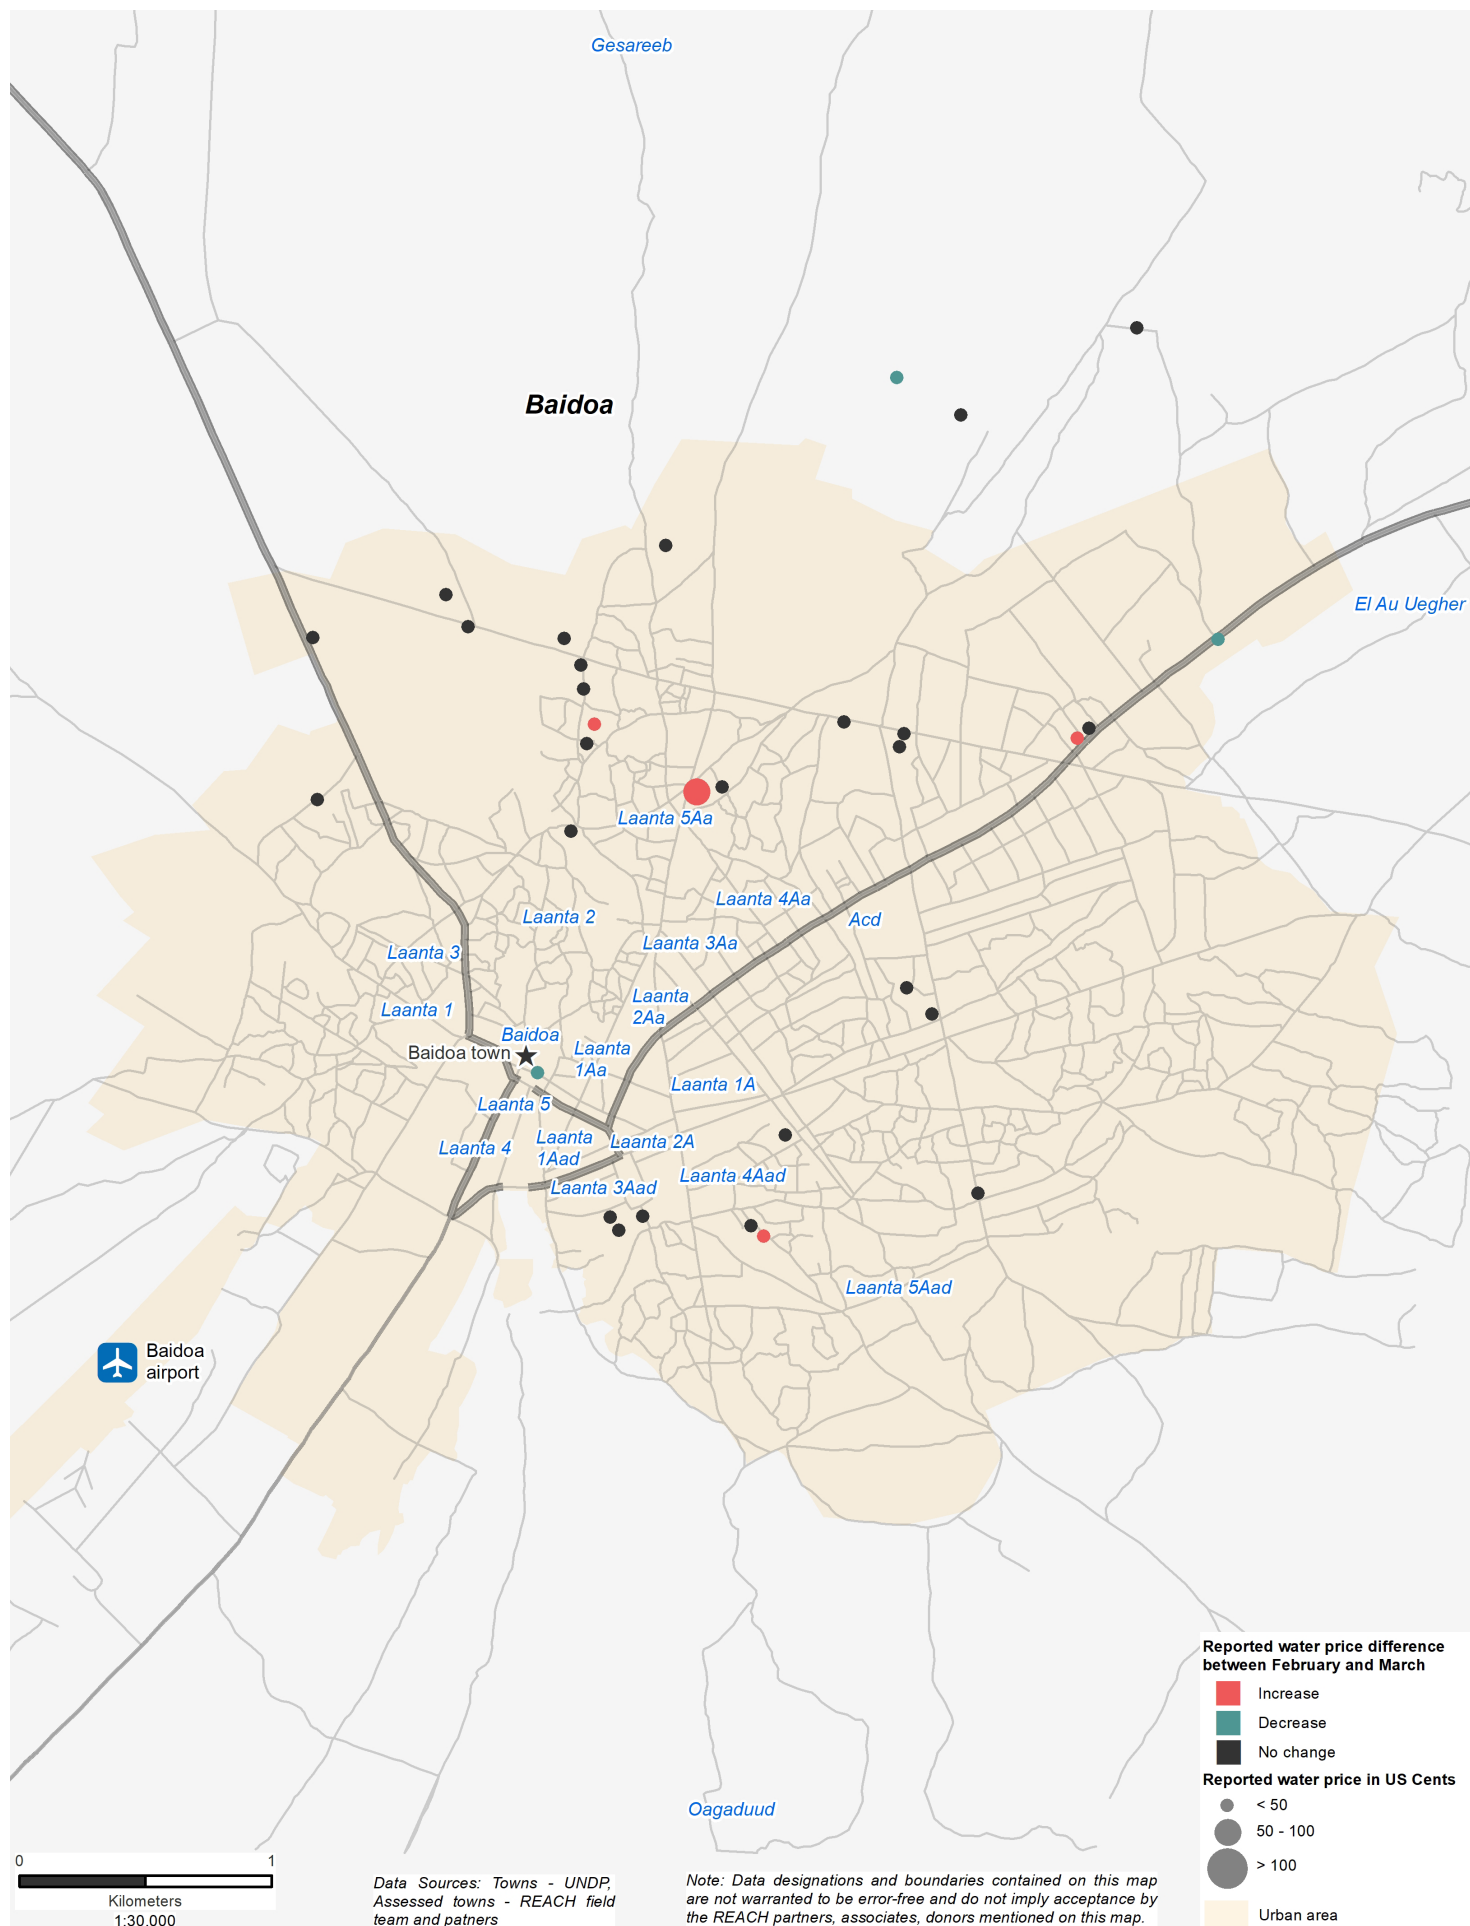 Gesareeb
Baidoa
El Au Uegher
Laanta 5Aa
Laanta 4Aa
Acd
Laanta 2
Laanta 3Aa
Laanta 3
Laanta
2Aa
Laanta 1
Baidoa
Baidoa town
Laanta
1Aa
Laanta 1A
Laanta 5
Laanta 4
Laanta
1Aad
Laanta 2A
Laanta 4Aad
Laanta 3Aad
Laanta 5Aad
Baidoa
airport
Oagaduud
Reported water price difference
between February and March
Increase
Decrease
No change
Reported water price in US Cents
< 50
50 - 100
> 100
Urban area
0 1
Kilometers
1:30,000
Data Sources: Towns - UNDP,
Assessed towns - REACH field
team and patners
Note: Data designations and boundaries contained on this map
are not warranted to be error-free and do not imply acceptance by
the REACH partners, associates, donors mentioned on this map.